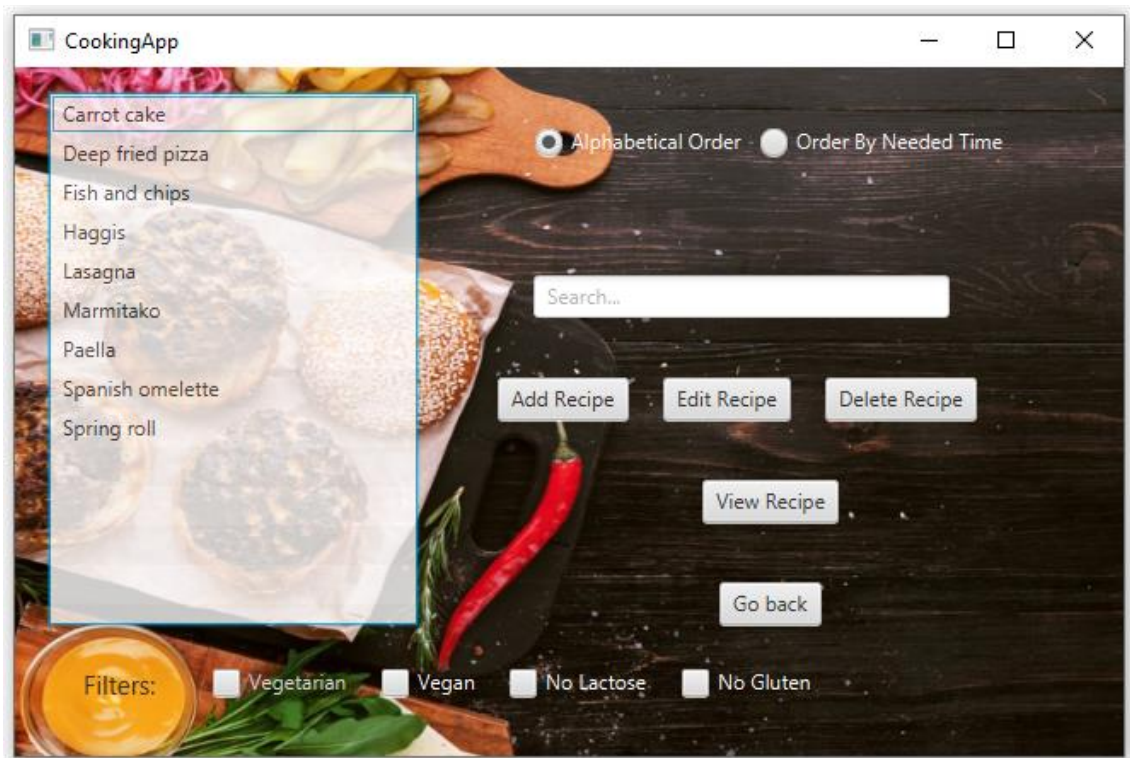 CookingApp
Carrot cake
Deep fried pizza
Fish and chips
Haggis
Lasagna
Marmitako
Paella
Spanish omelette
Spring roll
Alphabetical Order Order By Needed Time
Search...
Add Recipe Edit Recipe Delete Recipe
View Recipe
Go back
Filters: Vegetarian Vegan No Lactose No Gluten